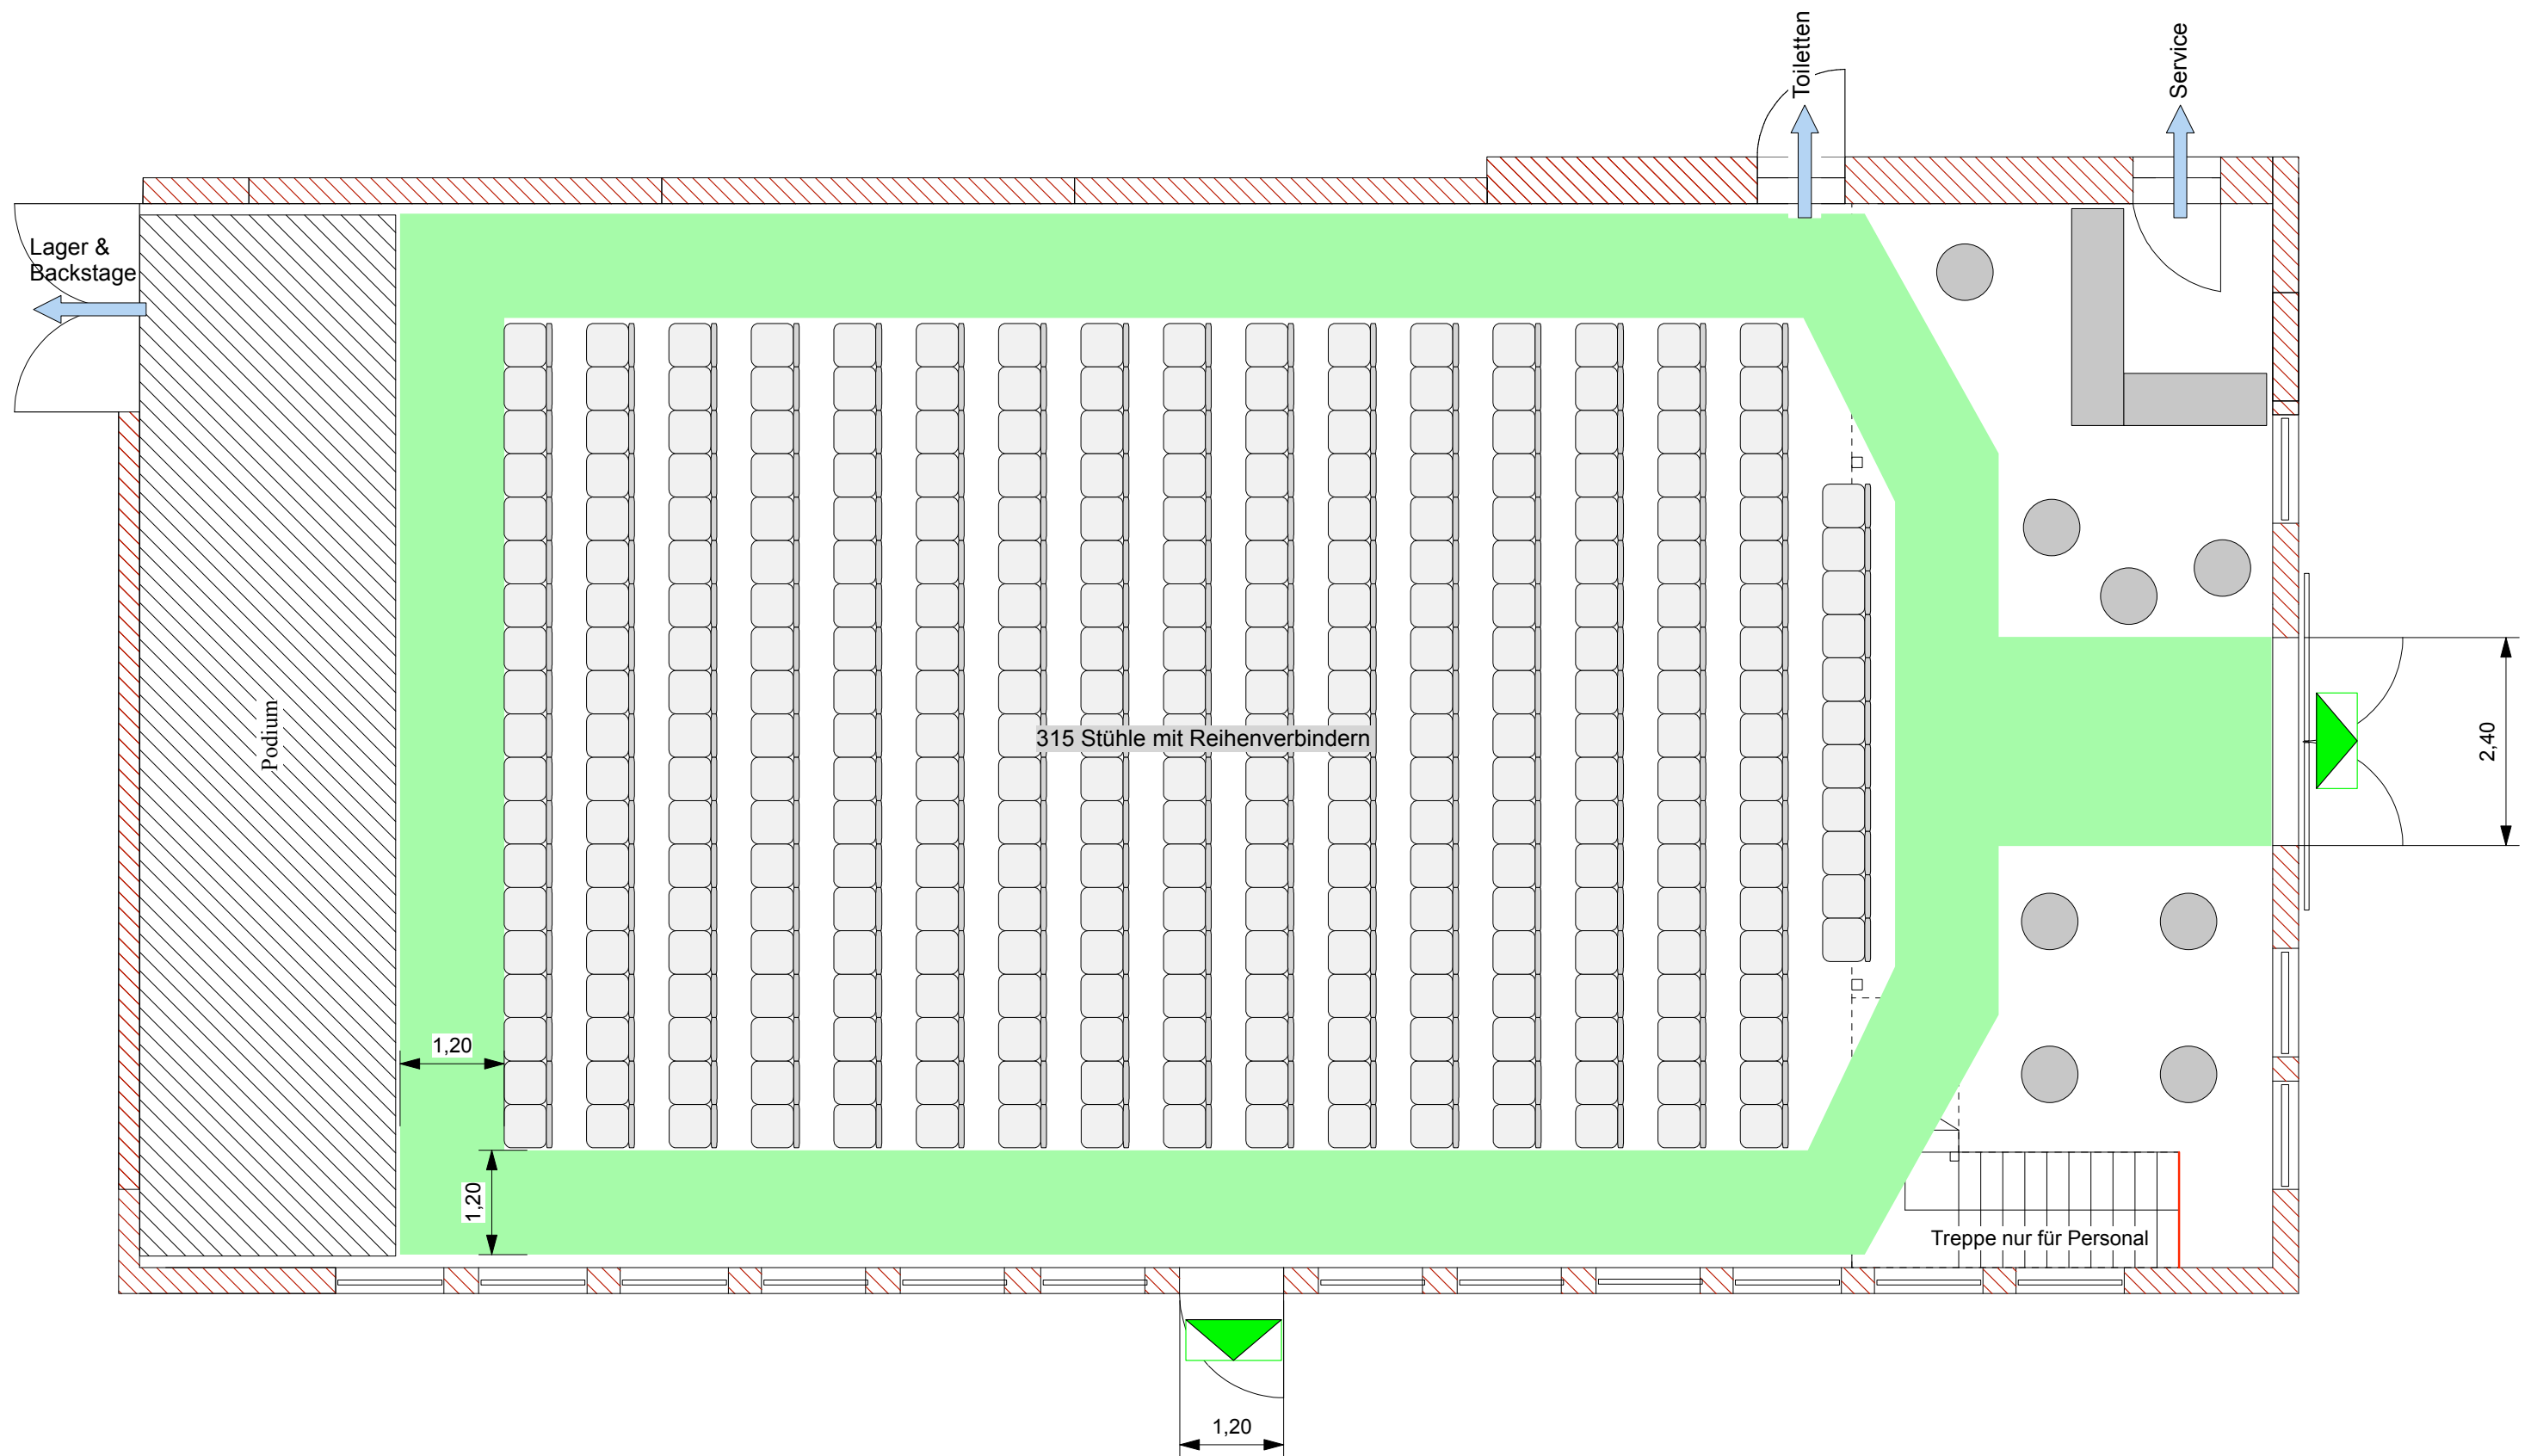 Toiletten
Service
Lager &
Backstage
Podium
315 Stühle mit Reihenverbindern
2,40
1,20
1,20
Treppe nur für Personal
1,20